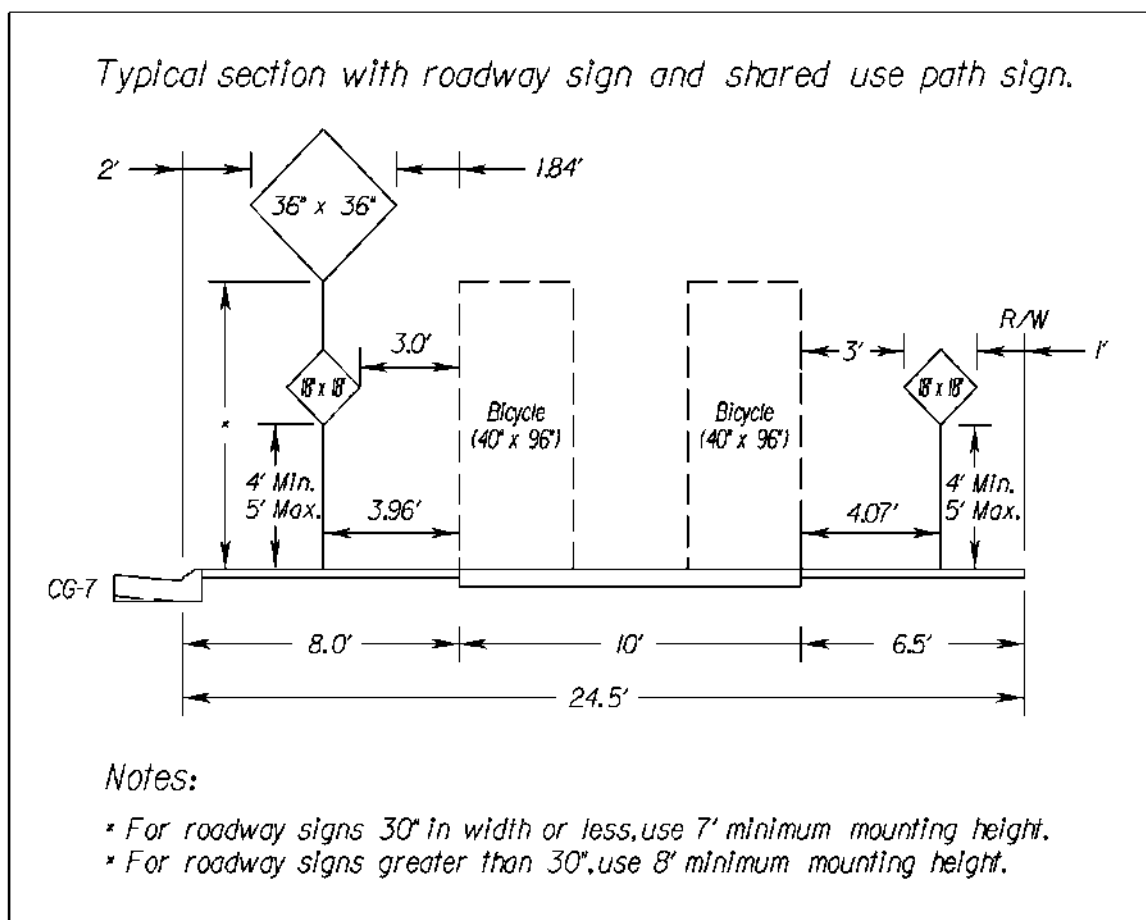 Typical section with roadway sign and shared use path sign.
2'
1.84'
36" x 36"
R/W
3.0'
3'
1'
18" x 18"
18" x 18"
Bicycle
(40" x 96")
Bicycle
(40" x 96")
*
4' Min.
5' Max.
4' Min.
5' Max.
3.96'
4.07'
CG-7
8.0'
10'
6.5'
24.5'
Notes:
* For roadway signs 30" in width or less, use 7' minimum mounting height.
* For roadway signs greater than 30", use 8' minimum mounting height.